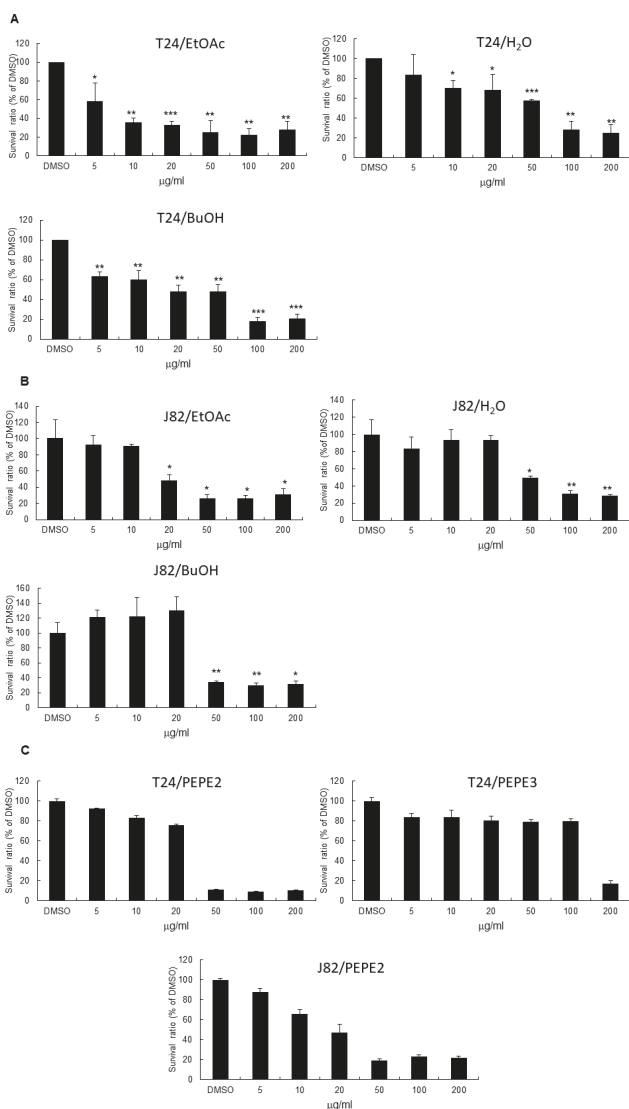 A
T24/EtOAc
Survival ratio (% of DMSO)
120
100
80
60
40
20
0
* ** *** ** ** **
DMSO 5 10 20 50 100 200
μg/ml
T24/H₂O
Survival ratio (% of DMSO)
120
100
80
60
40
20
0
* * *** ** **
DMSO 5 10 20 50 100 200
μg/ml
T24/BuOH
Survival ratio (% of DMSO)
120
100
80
60
40
20
0
** ** ** ** *** ***
DMSO 5 10 20 50 100 200
μg/ml
B
J82/EtOAc
Survival ratio (% of DMSO)
140
120
100
80
60
40
20
0
* * * *
DMSO 5 10 20 50 100 200
μg/ml
J82/H₂O
Survival ratio (%of DMSO)
140
120
100
80
60
40
20
0
* ** **
DMSO 5 10 20 50 100 200
μg/ml
J82/BuOH
Survival ratio (% of DMSO)
160
140
120
100
80
60
40
20
0
** ** *
DMSO 5 10 20 50 100 200
μg/ml
C
T24/PEPE2
Survival ratio (% of DMSO)
120
100
80
60
40
20
0
DMSO 5 10 20 50 100 200
μg/ml
T24/PEPE3
Survival ratio (% of DMSO)
120
100
80
60
40
20
0
DMSO 5 10 20 50 100 200
μg/ml
J82/PEPE2
Survival ratio (% of DMSO)
120
100
80
60
40
20
0
DMSO 5 10 20 50 100 200
μg/ml